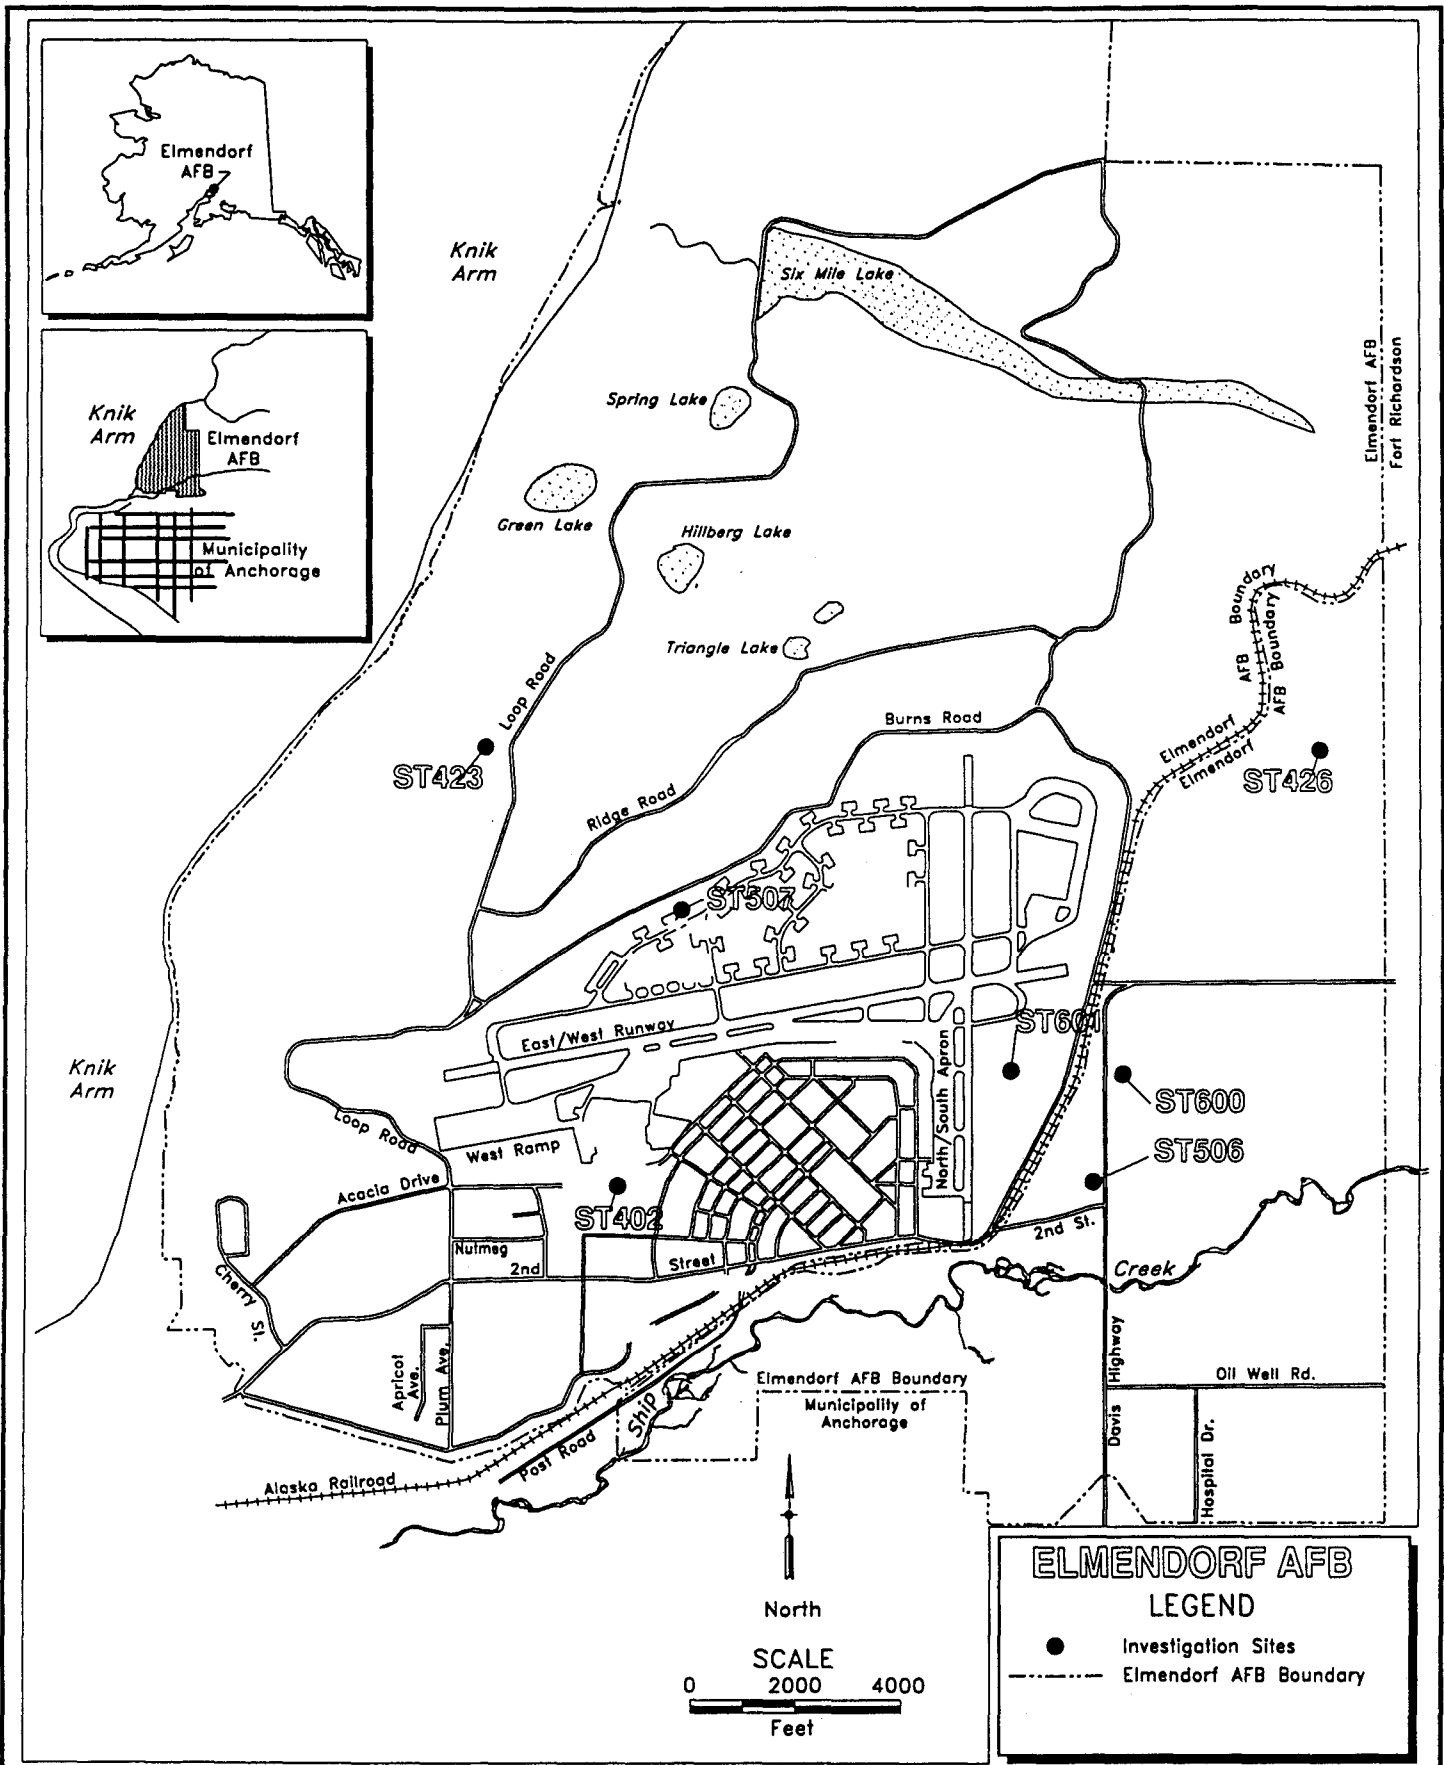 Elmendorf
AFB
Knik
Arm
Elmendorf
AFB
Municipality
of Anchorage
Knik
Arm
Six Mile Lake
Spring Lake
Green Lake
Hillberg Lake
Triangle Lake
Elmendorf AFB
Fort Richardson
Elmendorf AFB Boundary
Elmendorf AFB Boundary
Loop Road
Burns Road
Ridge Road
ST423
ST426
ST507
East/West Runway
ST601
North/South Apron
Knik
Arm
ST600
ST506
Loop Road
West Ramp
Acacia Drive
ST402
Nutmeg
2nd
Street
2nd St.
Cherry St.
Creek
Apricot
Ave.
Plum Ave.
Ship
Post Road
Alaska Railroad
Elmendorf AFB Boundary
Municipality of
Anchorage
Davis Highway
Oil Well Rd.
Hospital Dr.
North
SCALE
0 2000 4000
Feet
ELMENDORF AFB
LEGEND
Investigation Sites
Elmendorf AFB Boundary